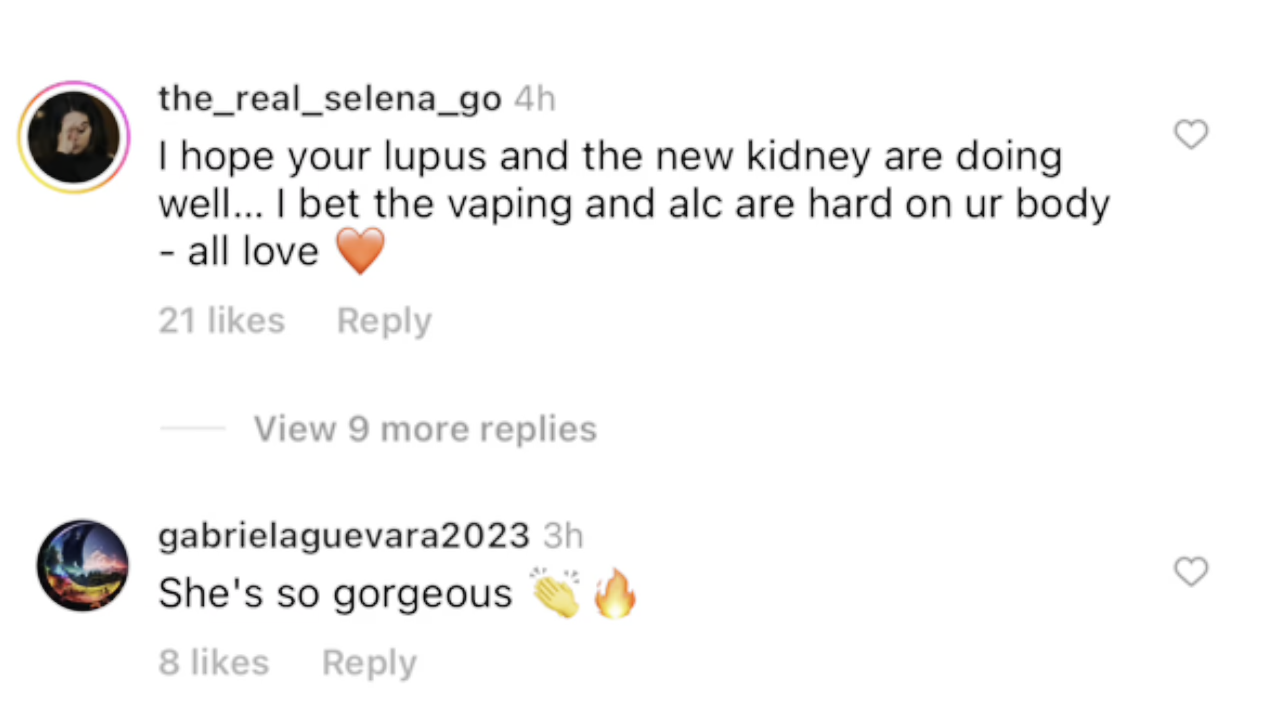 the_real_selena_go 4h
I hope your lupus and the new kidney are doing
well... I bet the vaping and alc are hard on ur body
- all love 🧡
21 likes Reply
View 9 more replies
gabrielaguevara2023 3h
She's so gorgeous 👏🔥
8 likes Reply